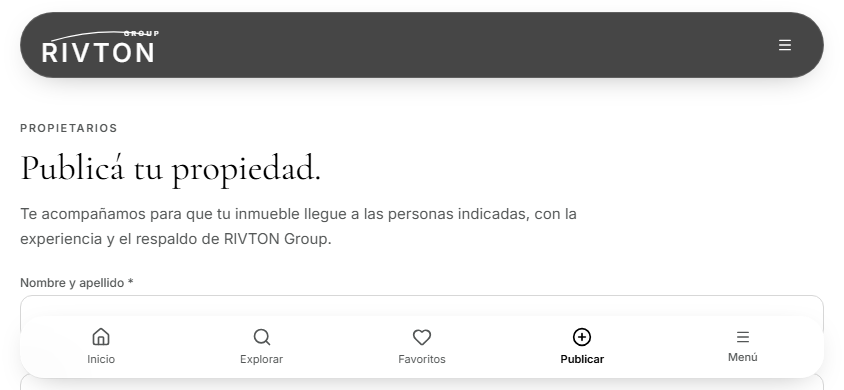 GROUP
RIVTON
PROPIETARIOS
Publicá tu propiedad.
Te acompañamos para que tu inmueble llegue a las personas indicadas, con la
experiencia y el respaldo de RIVTON Group.
Nombre y apellido *
Inicio
Explorar
Favoritos
Publicar
Menú